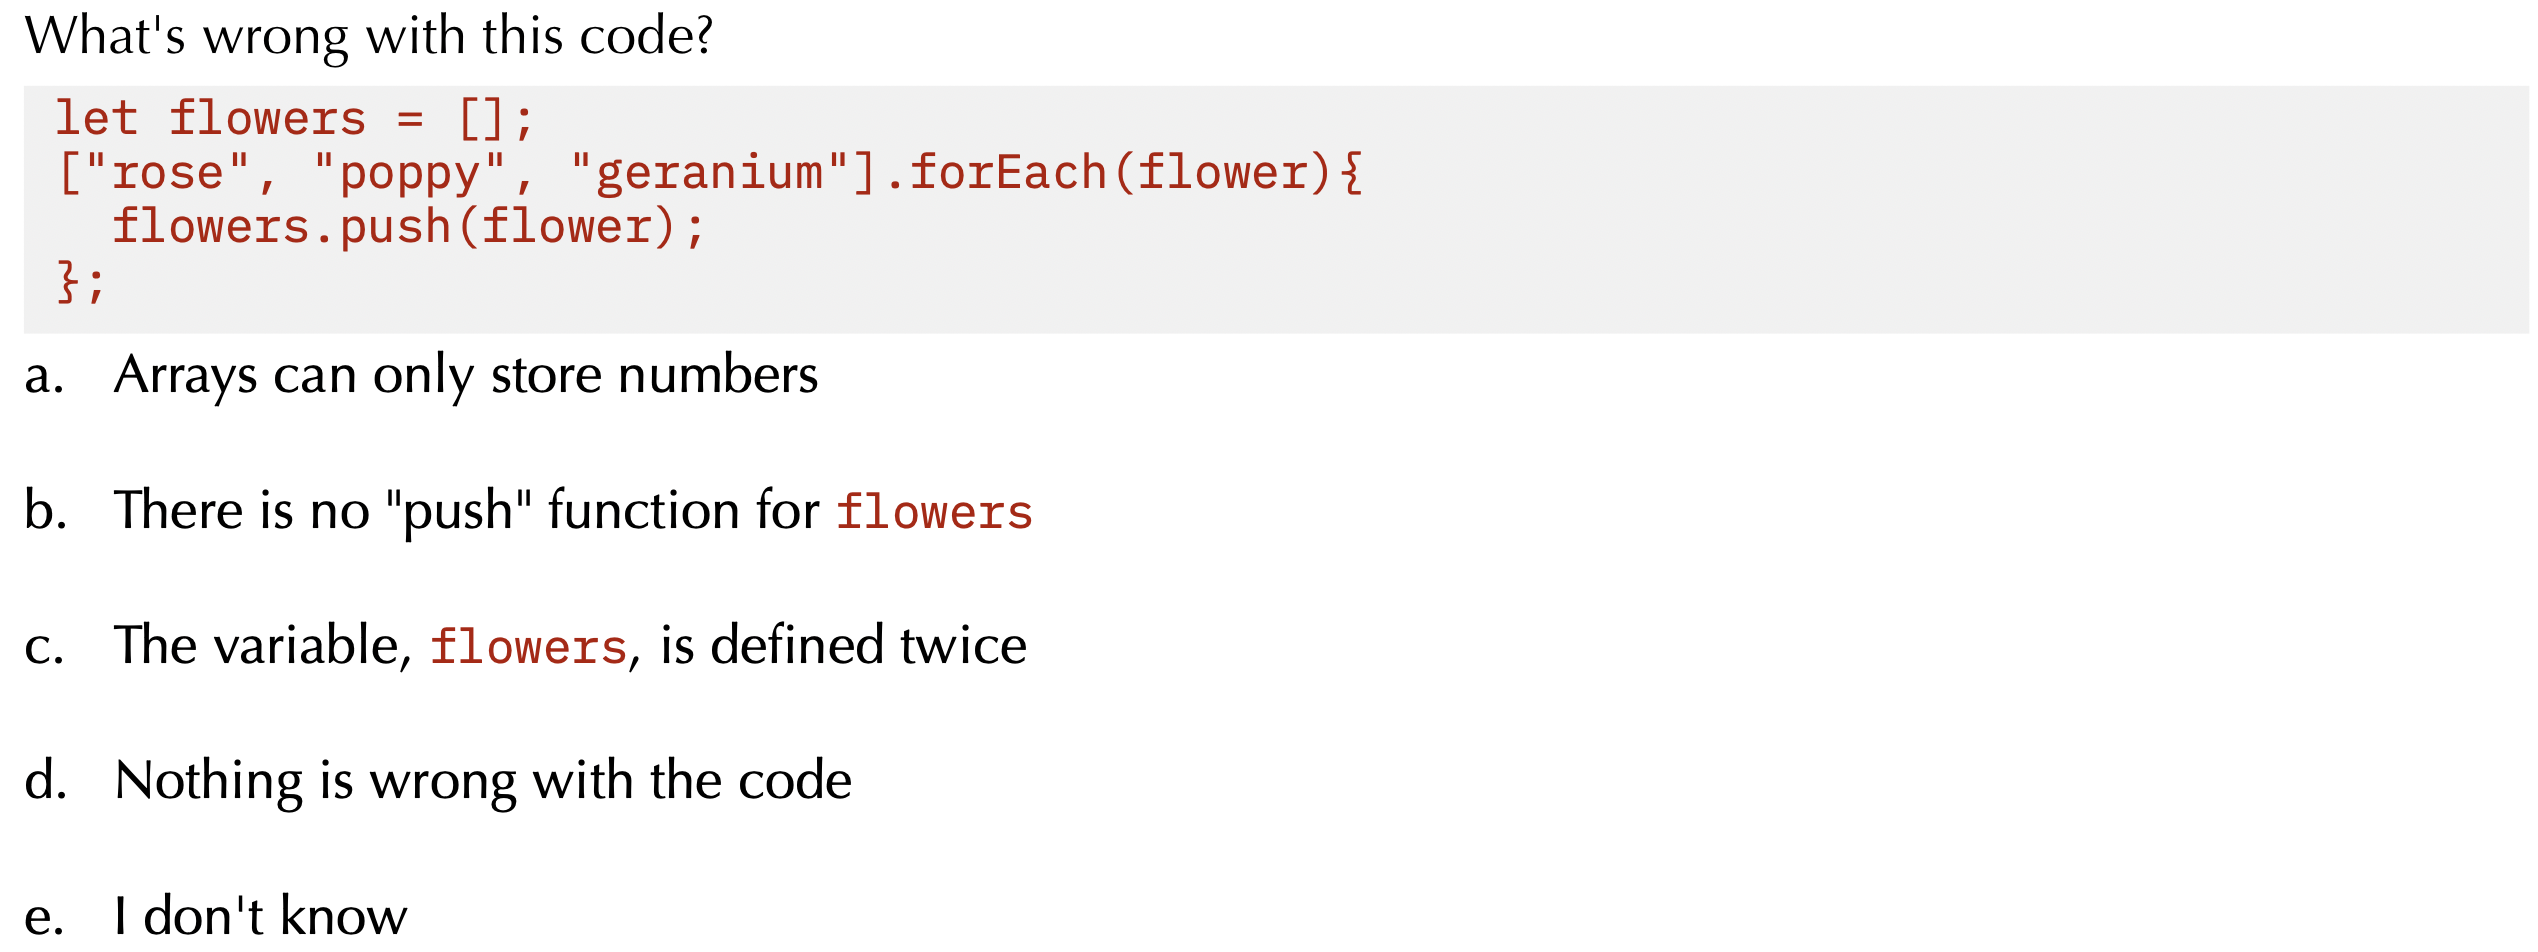 What's wrong with this code?
let flowers = [];
["rose", "poppy", "geranium"].forEach(flower){
  flowers.push(flower);
};
a. Arrays can only store numbers
b. There is no "push" function for flowers
c. The variable, flowers, is defined twice
d. Nothing is wrong with the code
e. I don't know